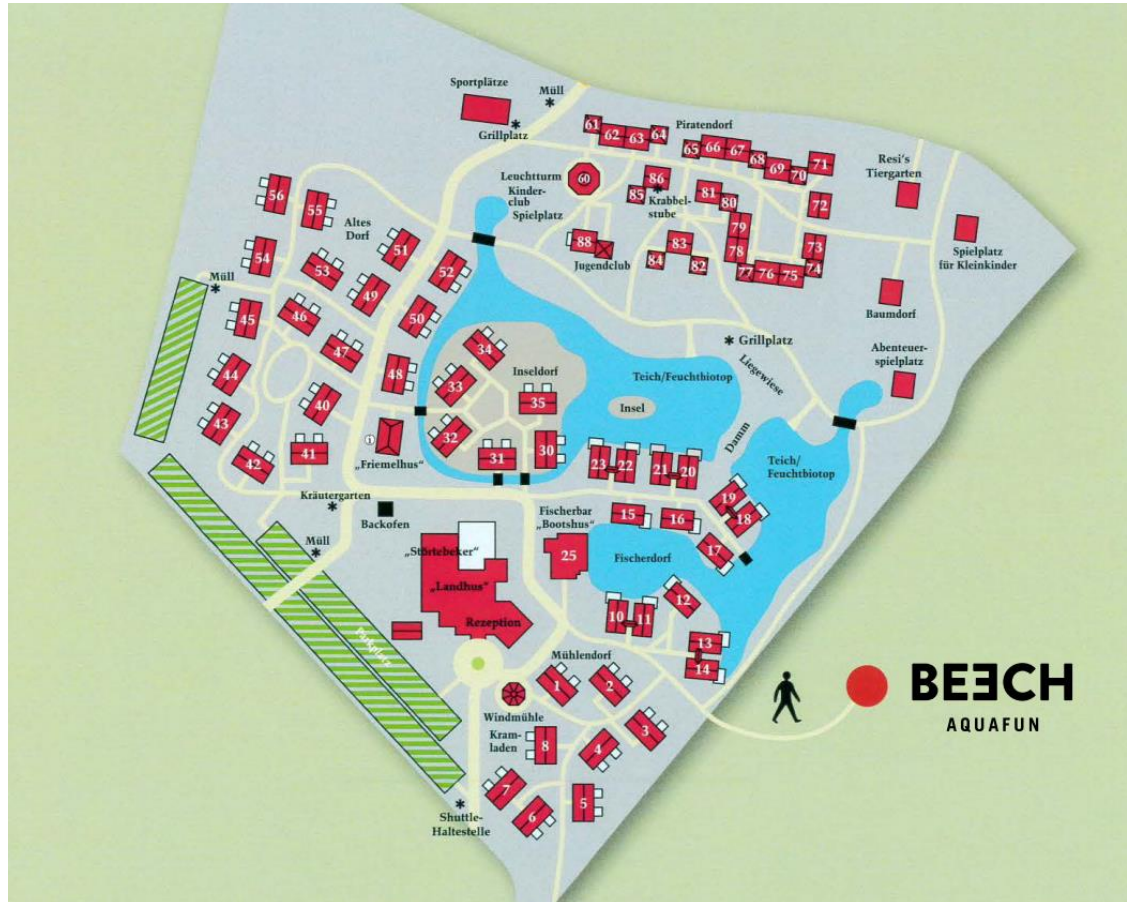 Sportplätze
Müll
Grillplatz
61
62
63
64
Piratendorf
65
66
67
68
69
70
71
Leuchtturm
60
Kinder-
club
Spielplatz
86
85
Krabbel-
stube
81
80
72
Resi's
Tiergarten
79
78
73
74
75
76
77
88
Jugendclub
83
84
82
Spielplatz
für Kleinkinder
Baumdorf
56
55
Altes
Dorf
54
53
51
52
49
50
Müll
45
46
47
48
44
43
40
42
41
34
33
Inseldorf
35
32
31
30
„Friemelhus"
Teich/Feuchtbiotop
Insel
Grillplatz
Liegewiese
Abenteuer-
spielplatz
Damm
Teich/
Feuchtbiotop
23
22
21
20
19
18
17
15
16
Kräutergarten
Backofen
Müll
Fischerbar
„Bootshus"
25
Fischerdorf
„Störtebeker"
„Landhus"
Rezeption
Parkplatz
10
11
12
13
14
Mühlendorf
1
2
3
4
5
6
7
8
Windmühle
Kram-
laden
Shuttle-
Haltestelle
BEƎCH
AQUAFUN